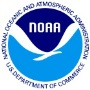 NATIONAL OCEANIC AND ATMOSPHERIC ADMINISTRATION
NOAA
U.S. DEPARTMENT OF COMMERCE